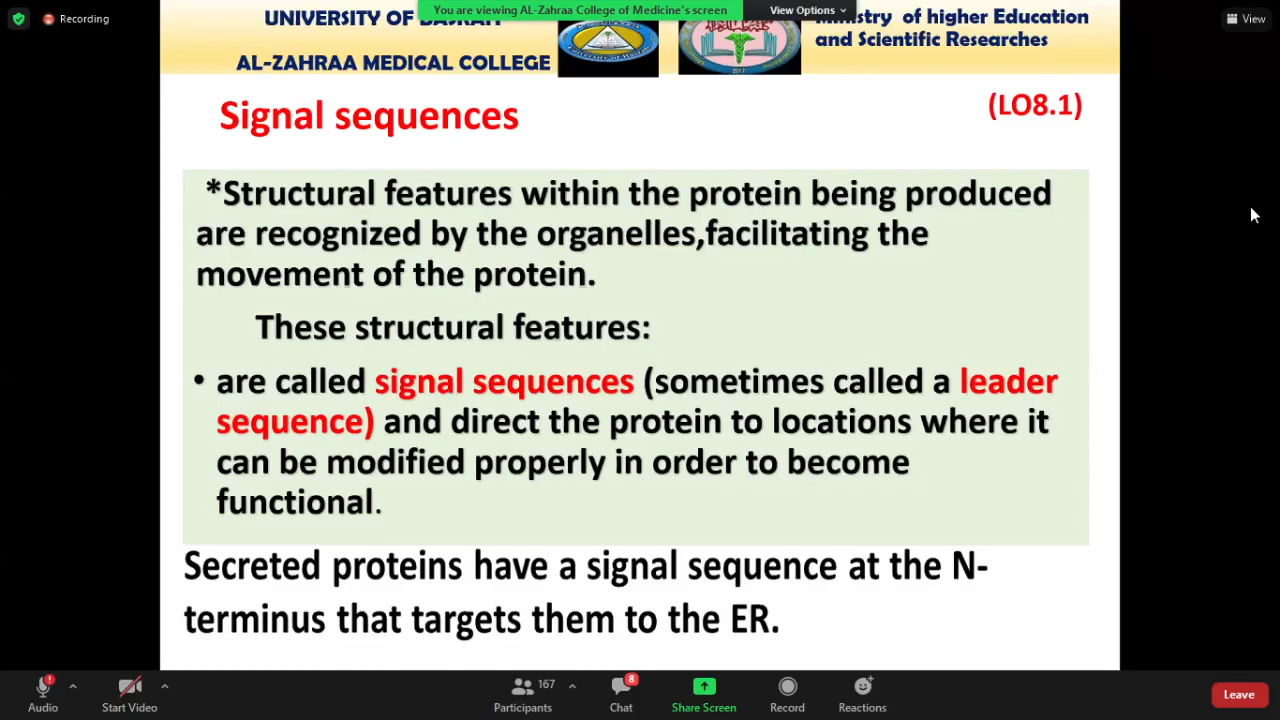 Recording
UNIVERSITY OF BASRAH
You are viewing AL-Zahraa College of Medicine's screen
View Options
Ministry of higher Education
and Scientific Researches
View
AL-ZAHRAA MEDICAL COLLEGE
2017
Signal sequences
(LO8.1)
*Structural features within the protein being produced
are recognized by the organelles,facilitating the
movement of the protein.
These structural features:
• are called signal sequences (sometimes called a leader
sequence) and direct the protein to locations where it
can be modified properly in order to become
functional.
Secreted proteins have a signal sequence at the N-
terminus that targets them to the ER.
Audio
Start Video
167
Participants
8
Chat
Share Screen
Record
Reactions
Leave